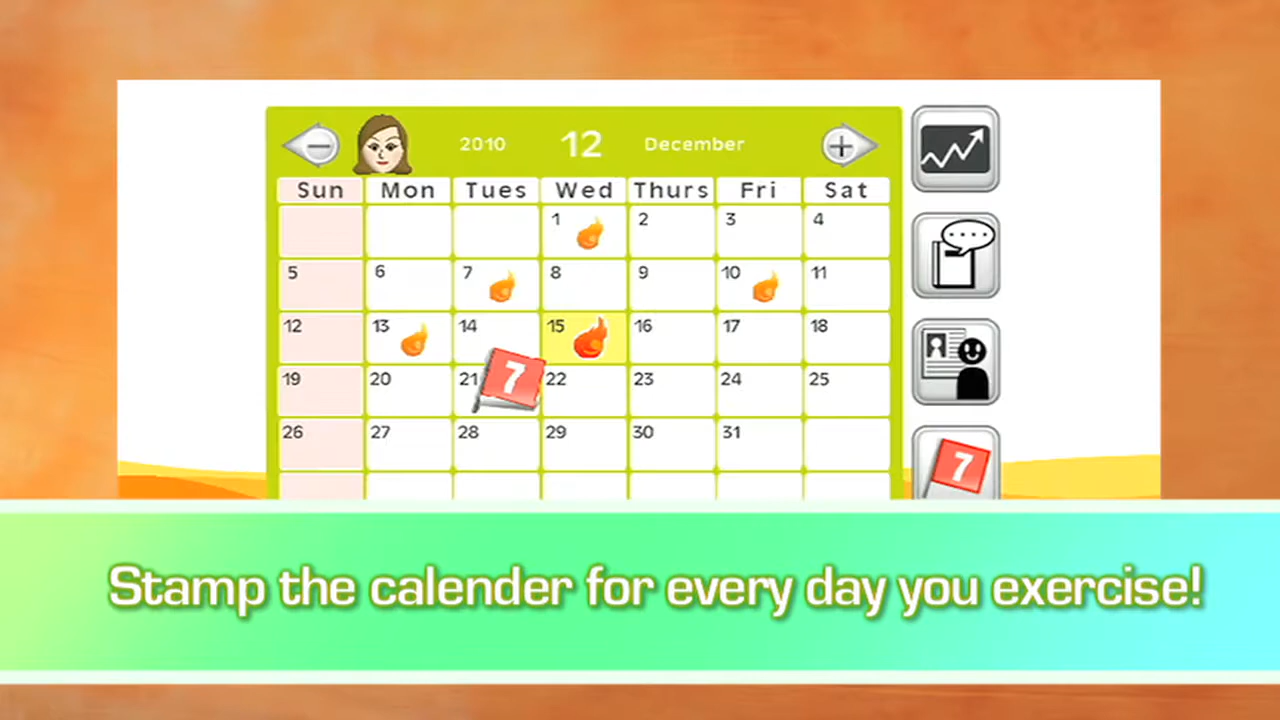 2010 12 December
Sun Mon Tues Wed Thurs Fri Sat
1 2 3 4
5 6 7 8 9 10 11
12 13 14 15 16 17 18
7
19 20 21 22 23 24 25
26 27 28 29 30 31
7
Stamp the calender for every day you exercise!